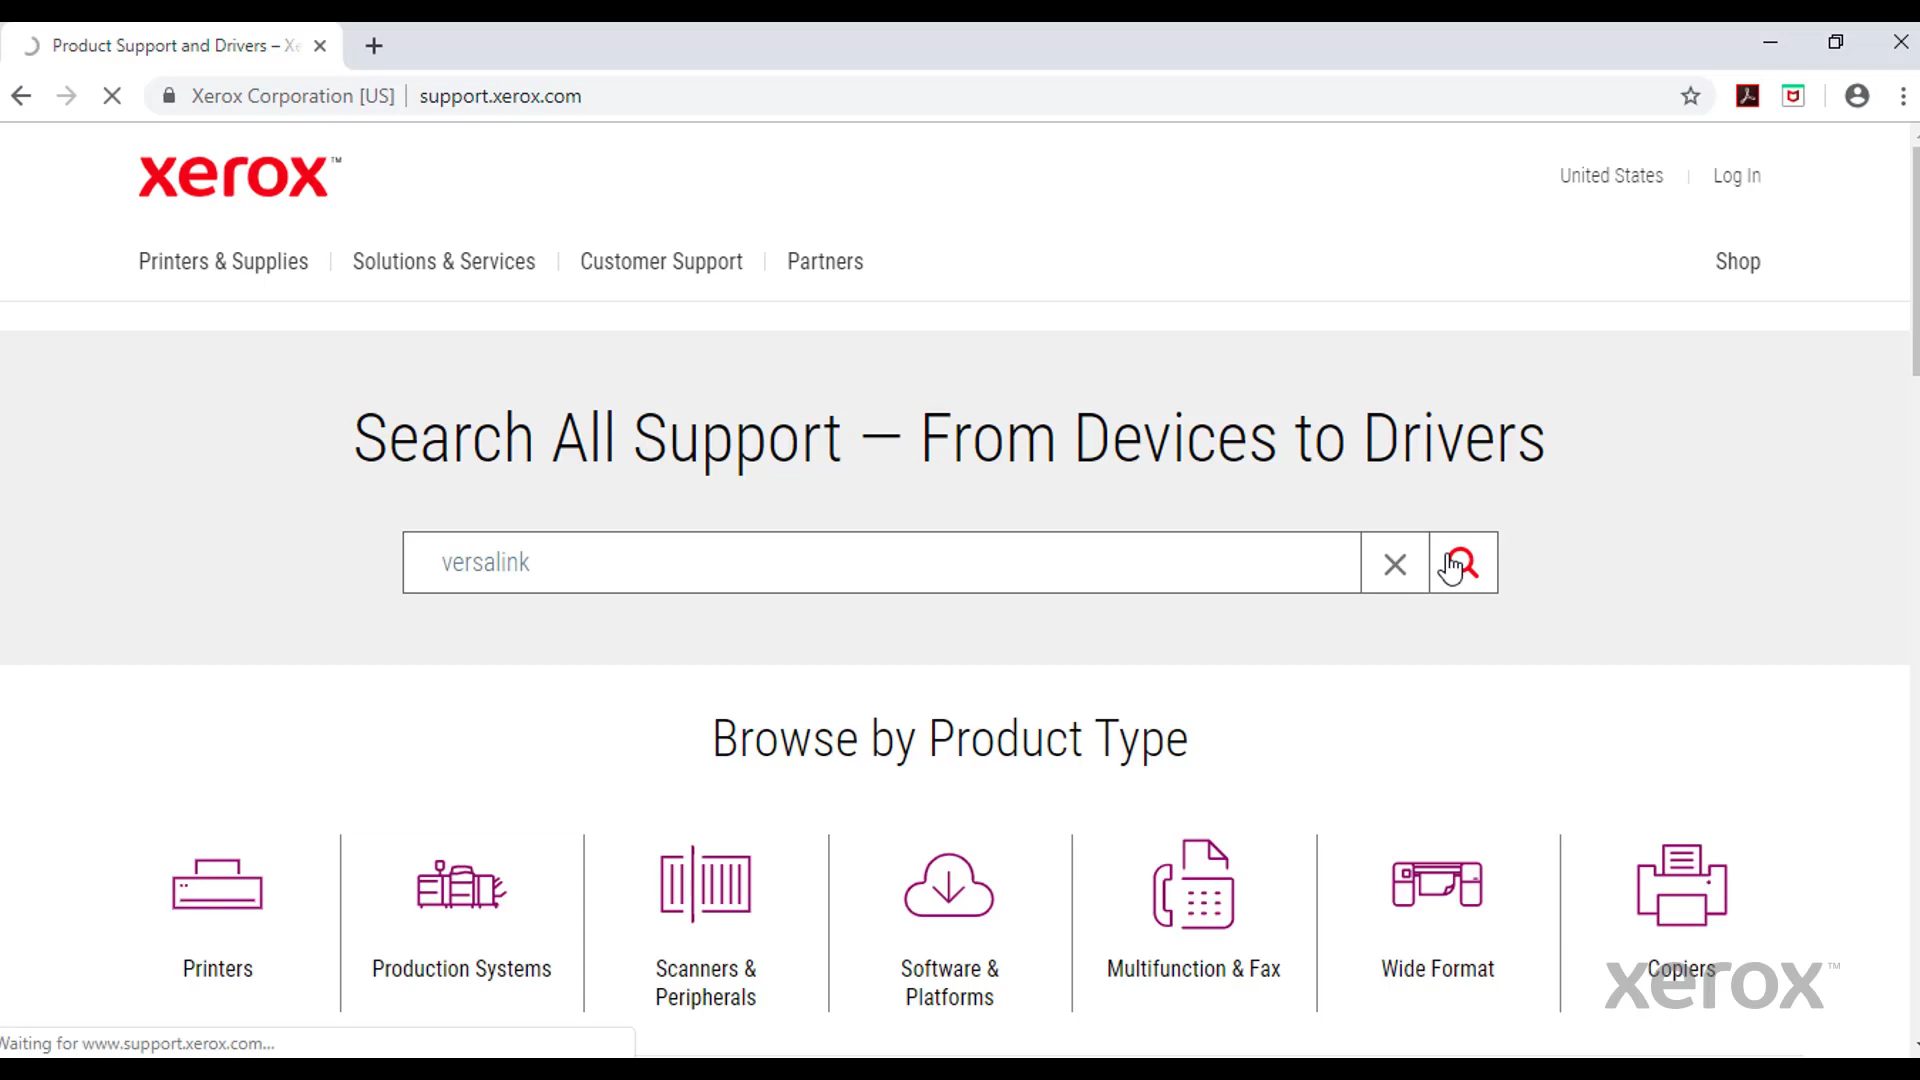 Product Support and Drivers – Xe
Xerox Corporation [US] support.xerox.com
xerox™
United States Log In
Printers & Supplies Solutions & Services Customer Support Partners Shop
Search All Support – From Devices to Drivers
versalink
Browse by Product Type
Printers
Production Systems
Scanners &
Peripherals
Software &
Platforms
Multifunction & Fax
Wide Format
Copiers
xerox™
Waiting for www.support.xerox.com...